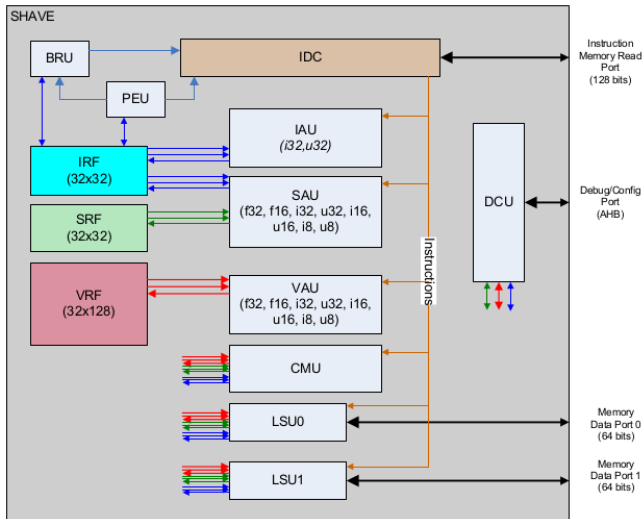 SHAVE
BRU
IDC
Instruction
Memory Read
Port
(128 bits)
PEU
IAU
(i32,u32)
IRF
(32x32)
SAU
(f32, f16, i32, u32, i16,
u16, i8, u8)
SRF
(32x32)
DCU
Debug/Config
Port
(AHB)
Instructions
VRF
(32x128)
VAU
(f32, f16, i32, u32, i16,
u16, i8, u8)
CMU
LSU0
Memory
Data Port 0
(64 bits)
LSU1
Memory
Data Port 1
(64 bits)